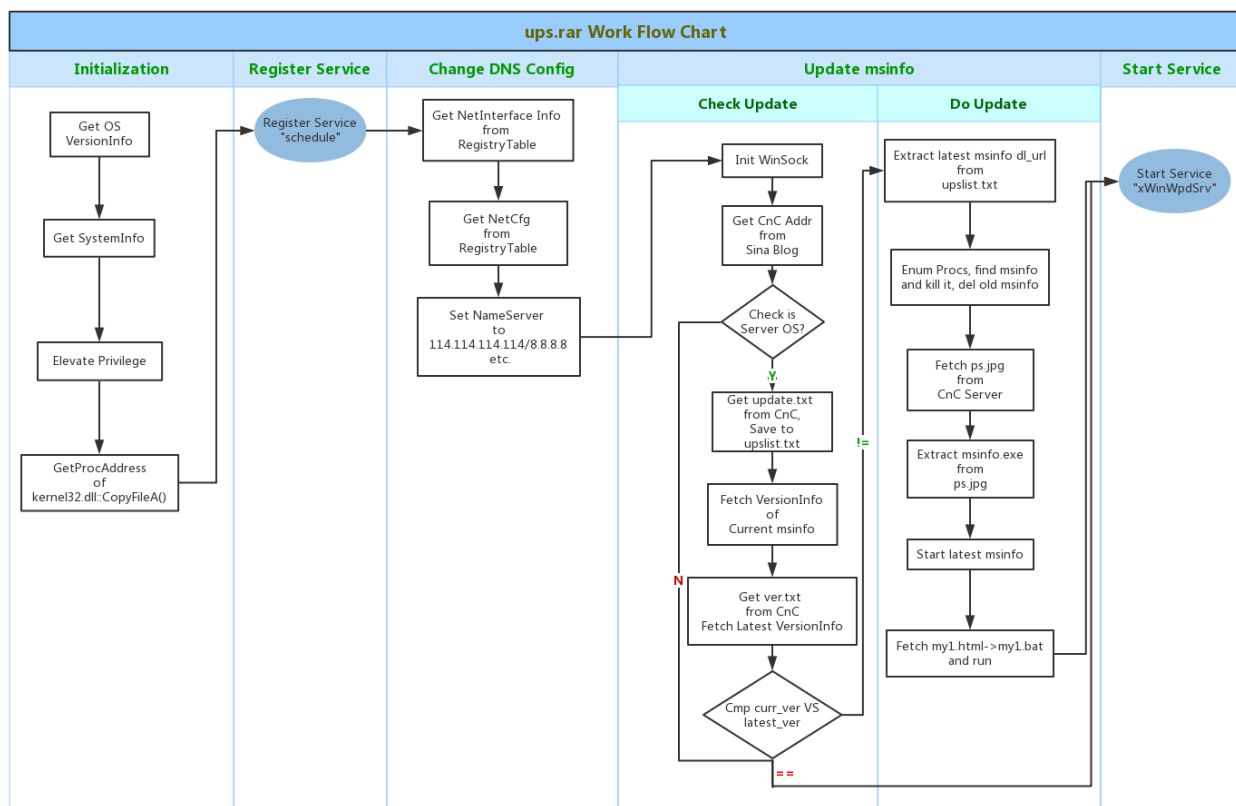 ups.rar Work Flow Chart
Initialization
Register Service
Change DNS Config
Update msinfo
Start Service
Check Update
Do Update
Get OS
VersionInfo
Get SystemInfo
Elevate Privilege
GetProcAddress
of
kernel32.dll::CopyFileA()
Register Service
"schedule"
Get NetInterface Info
from
RegistryTable
Get NetCfg
from
RegistryTable
Set NameServer
to
114.114.114.114/8.8.8.8
etc.
Init WinSock
Get CnC Addr
from
Sina Blog
Check is
Server OS?
Y
N
Get update.txt
from CnC,
Save to
upslist.txt
Fetch VersionInfo
of
Current msinfo
Get ver.txt
from CnC
Fetch Latest VersionInfo
Cmp curr_ver VS
latest_ver
!=
==
Extract latest msinfo dl_url
from
upslist.txt
Enum Procs, find msinfo
and kill it, del old msinfo
Fetch ps.jpg
from
CnC Server
Extract msinfo.exe
from
ps.jpg
Start latest msinfo
Fetch my1.html->my1.bat
and run
Start Service
"xWinWpdSrv"